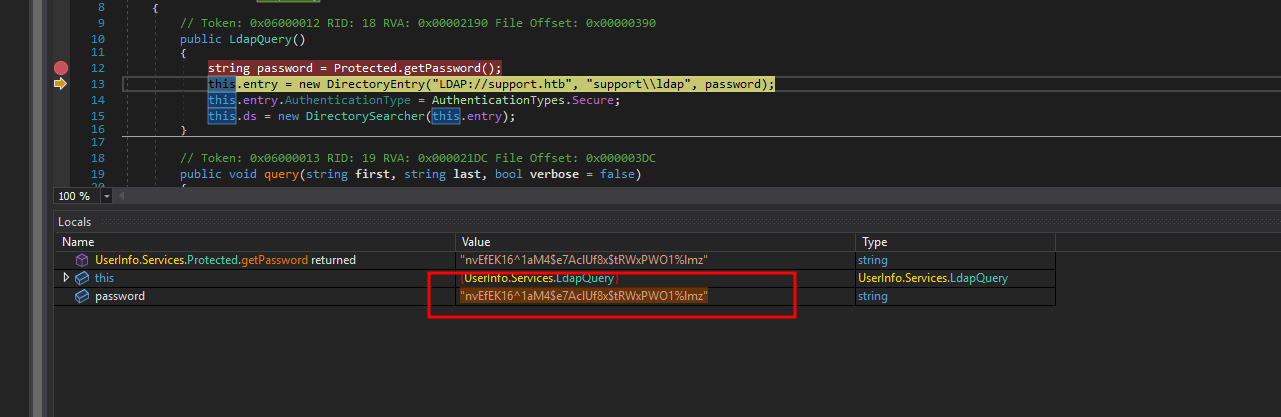 8 {
9 // Token: 0x06000012 RID: 18 RVA: 0x00002190 File Offset: 0x00000390
10 public LdapQuery()
11 {
12 string password = Protected.getPassword();
13 this.entry = new DirectoryEntry("LDAP://support.htb", "support\\ldap", password);
14 this.entry.AuthenticationType = AuthenticationTypes.Secure;
15 this.ds = new DirectorySearcher(this.entry);
16 }
17
18 // Token: 0x06000013 RID: 19 RVA: 0x000021DC File Offset: 0x000003DC
19 public void query(string first, string last, bool verbose = false)
20 {
100 %
Locals
Name Value Type
UserInfo.Services.Protected.getPassword returned "nvEfEK16^1aM4$e7AclUf8x$tRWxPWO1%lmz" string
this {UserInfo.Services.LdapQuery} UserInfo.Services.LdapQuery
password "nvEfEK16^1aM4$e7AclUf8x$tRWxPWO1%lmz" string